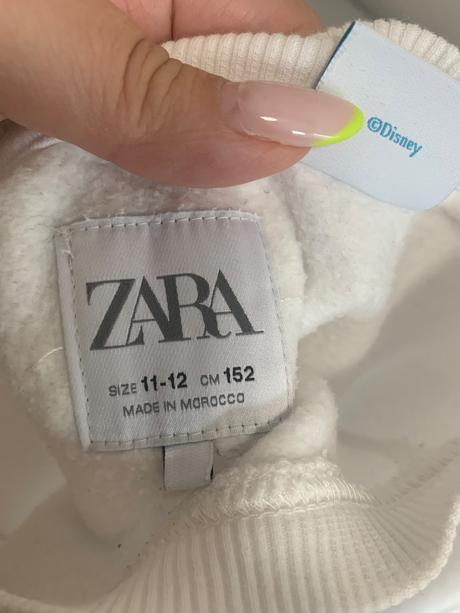 ©Disney
ZARA
SIZE 11-12 CM 152
MADE IN MOROCCO